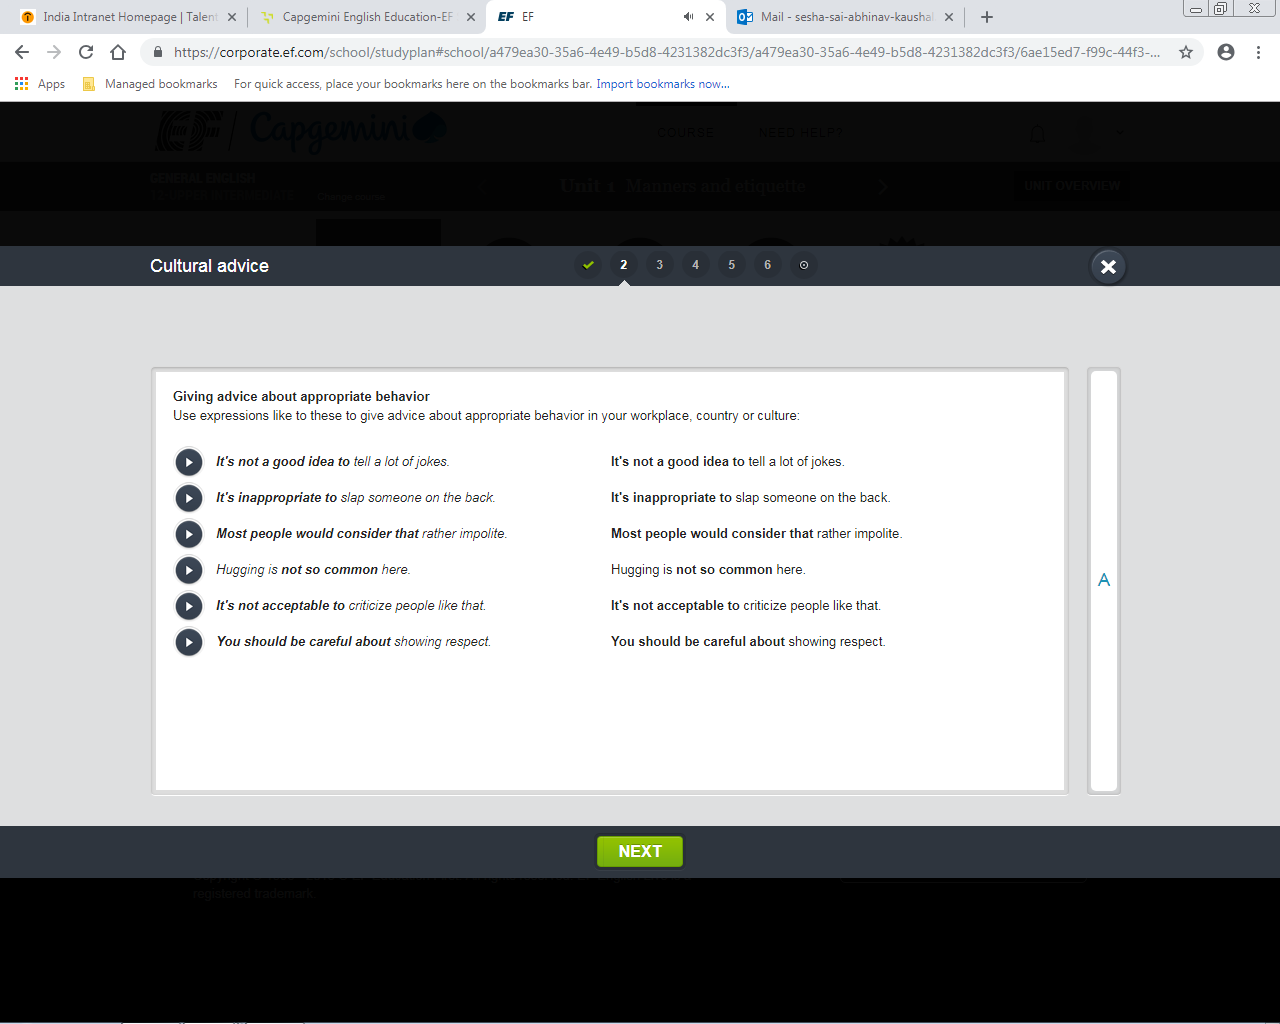 India Intranet Homepage | Talent
Capgemini English Education-EF
EF EF
Mail - sesha-sai-abhinav-kaushal
https://corporate.ef.com/school/studyplan#school/a479ea30-35a6-4e49-b5d8-4231382dc3f3/a479ea30-35a6-4e49-b5d8-4231382dc3f3/6ae15ed7-f99c-44f3-...
Apps Managed bookmarks For quick access, place your bookmarks here on the bookmarks bar. Import bookmarks now...
EF Capgemini COURSE NEED HELP?
GENERAL ENGLISH
Unit 1 Manners and etiquette UNIT OVERVIEW
Change course
Cultural advice 2 3 4 5 6
Giving advice about appropriate behavior
Use expressions like to these to give advice about appropriate behavior in your workplace, country or culture:
It's not a good idea to tell a lot of jokes. It's not a good idea to tell a lot of jokes.
It's inappropriate to slap someone on the back. It's inappropriate to slap someone on the back.
Most people would consider that rather impolite. Most people would consider that rather impolite.
Hugging is not so common here. Hugging is not so common here.
It's not acceptable to criticize people like that. It's not acceptable to criticize people like that.
You should be careful about showing respect. You should be careful about showing respect.
A
NEXT
registered trademark